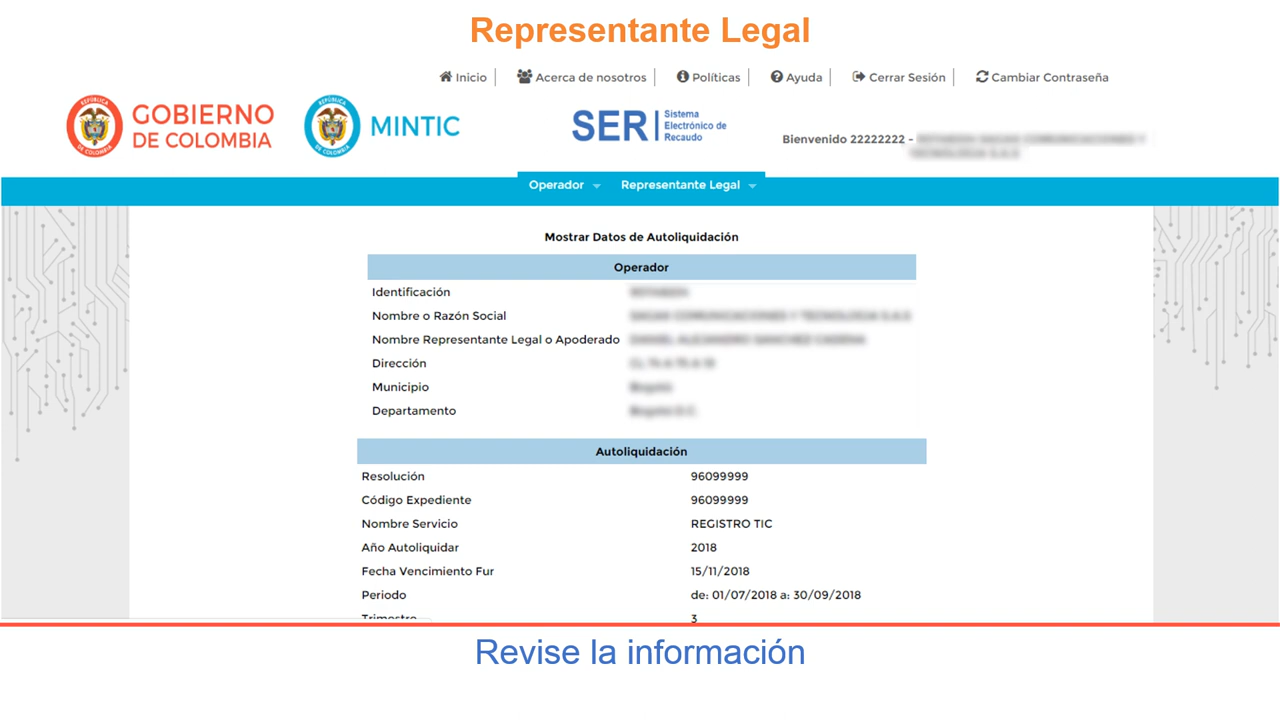 Representante Legal
Inicio Acerca de nosotros Políticas Ayuda Cerrar Sesión Cambiar Contraseña
GOBIERNO
DE COLOMBIA
MINTIC
SER Sistema
Electrónico de
Recaudo
Bienvenido 22222222 -
Operador Representante Legal
Mostrar Datos de Autoliquidación
Operador
Identificación
Nombre o Razón Social
Nombre Representante Legal o Apoderado
Dirección
Municipio
Departamento
Autoliquidación
Resolución 96099999
Código Expediente 96099999
Nombre Servicio REGISTRO TIC
Año Autoliquidar 2018
Fecha Vencimiento Fur 15/11/2018
Periodo de: 01/07/2018 a: 30/09/2018
Trimestre 3
Revise la información